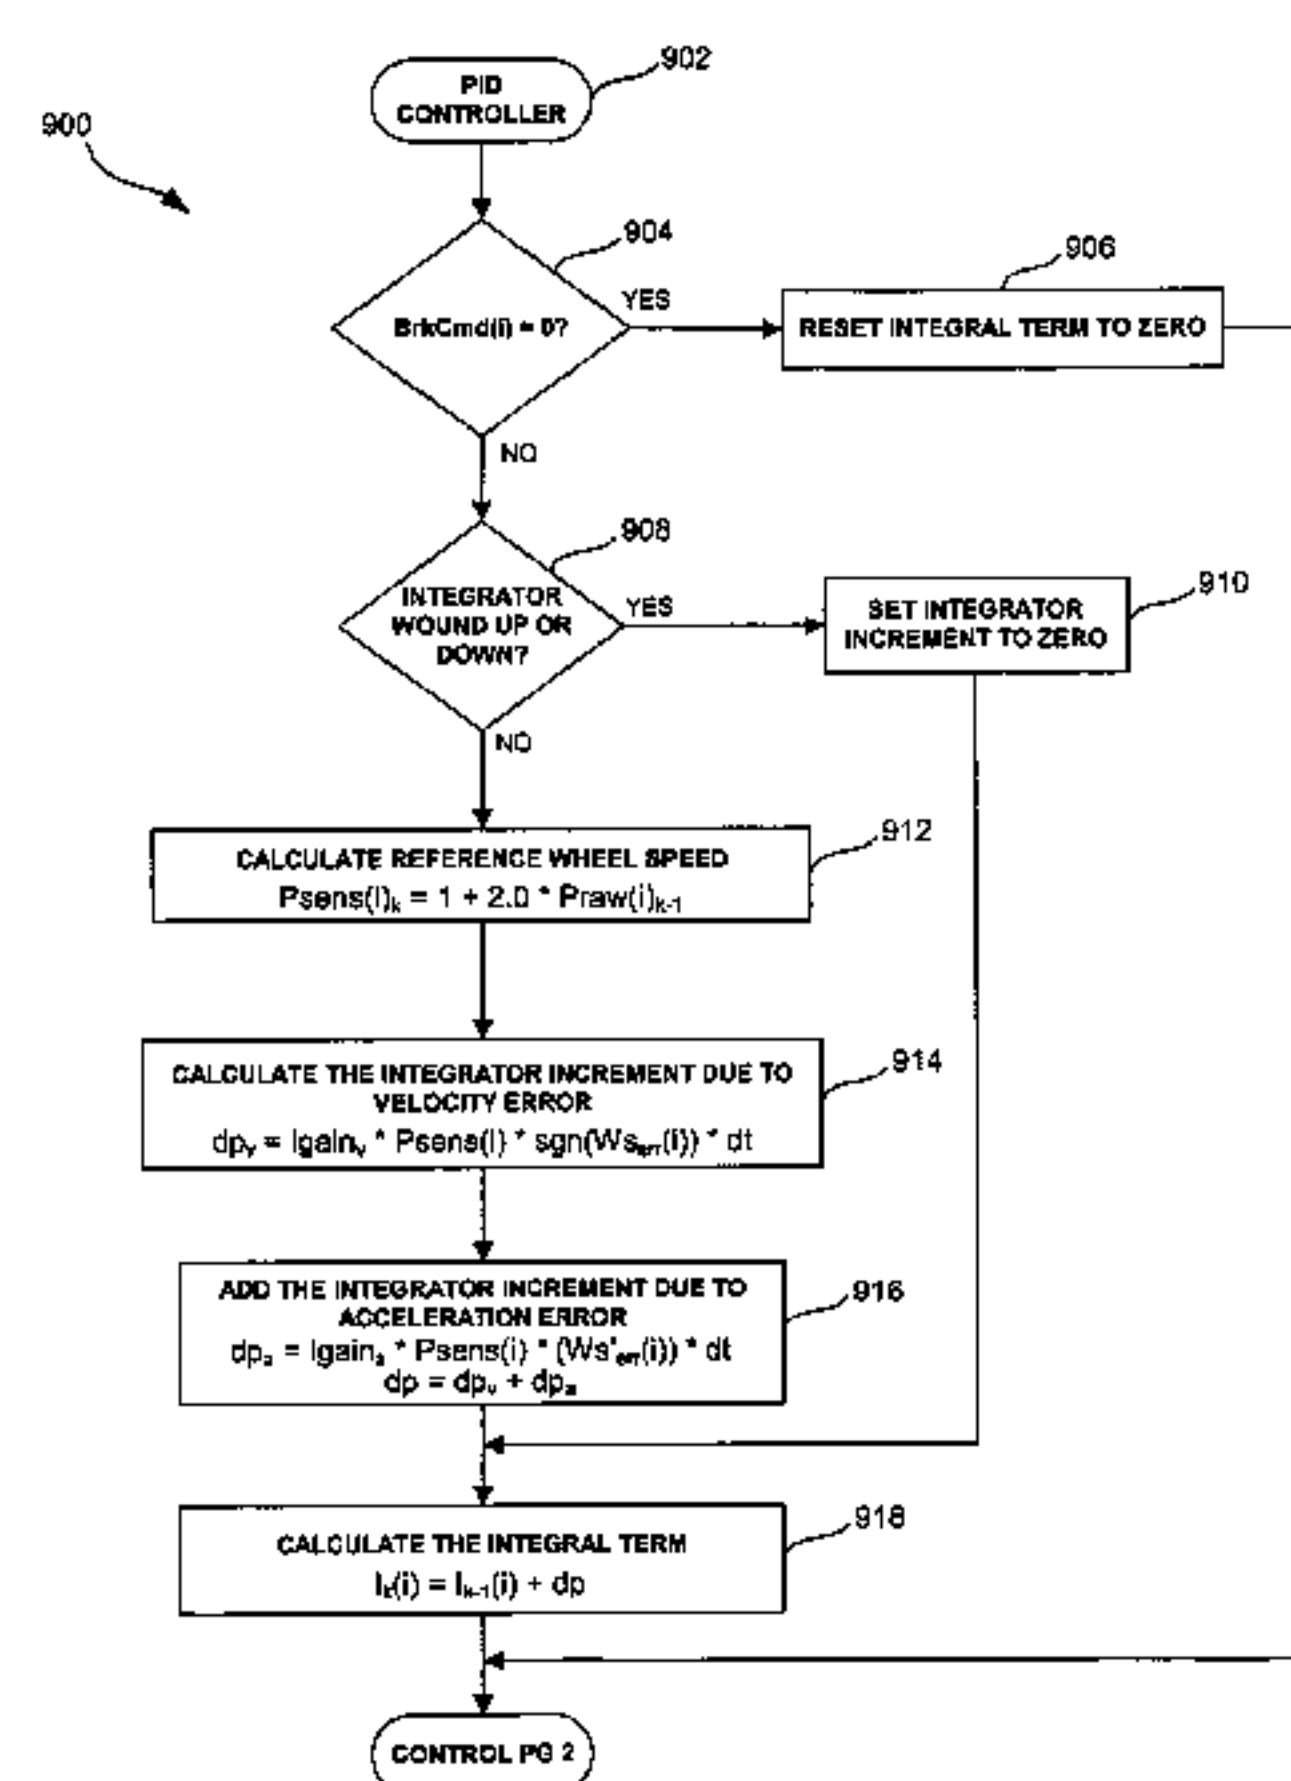 900
PID
CONTROLLER
902
BrkCmd(i) = 0?
904
YES
RESET INTEGRAL TERM TO ZERO
906
NO
INTEGRATOR
WOUND UP OR
DOWN?
908
YES
SET INTEGRATOR
INCREMENT TO ZERO
910
NO
CALCULATE REFERENCE WHEEL SPEED
Psens(i)k = 1 + 2.0 * Praw(i)k-1
912
CALCULATE THE INTEGRATOR INCREMENT DUE TO
VELOCITY ERROR
dpv = Igainv * Psens(i) * sgn(Wserr(i)) * dt
914
ADD THE INTEGRATOR INCREMENT DUE TO
ACCELERATION ERROR
dpa = Igaina * Psens(i) * (Ws'err(i)) * dt
dp = dpv + dpa
916
CALCULATE THE INTEGRAL TERM
Ik(i) = Ik-1(i) + dp
918
CONTROL PG 2